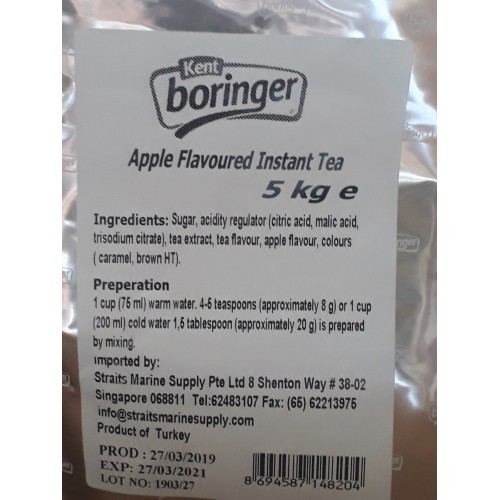 Kent
boringer
Apple Flavoured Instant Tea
5 kg e
Ingredients: Sugar, acidity regulator (citric acid, malic acid,
trisodium citrate), tea extract, tea flavour, apple flavour, colours
( caramel, brown HT).
Preperation
1 cup (75 ml) warm water. 4-5 teaspoons (approximately 8 g) or 1 cup
(200 ml) cold water 1,5 tablespoon (approximately 20 g) is prepared
by mixing.
Imported by:
Straits Marine Supply Pte Ltd 8 Shenton Way # 38-02
Singapore 068811 Tel:62483107 Fax: (65) 62213975
info@straitsmarinesupply.com
Product of Turkey
PROD : 27/03/2019
EXP: 27/03/2021
LOT NO: 1903/27
8 694587 148204